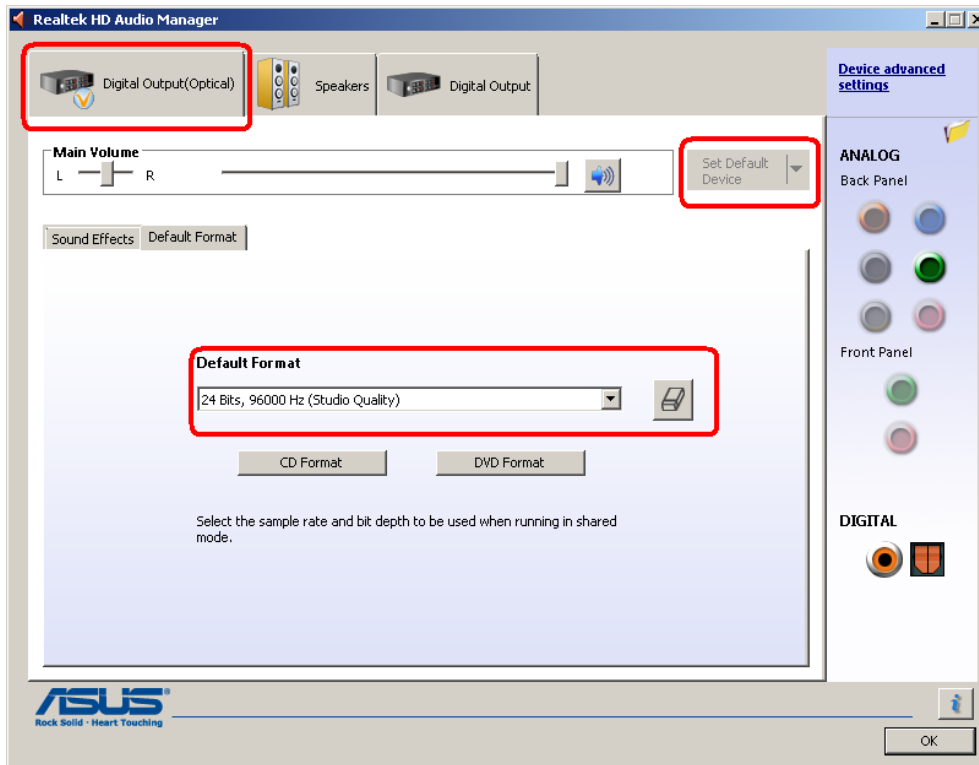 Realtek HD Audio Manager
Digital Output(Optical)
Speakers
Digital Output
Device advanced
settings
Main Volume
L
R
Set Default
Device
ANALOG
Back Panel
Sound Effects
Default Format
Default Format
24 Bits, 96000 Hz (Studio Quality)
CD Format
DVD Format
Select the sample rate and bit depth to be used when running in shared
mode.
Front Panel
DIGITAL
ASUS
Rock Solid · Heart Touching
i
OK